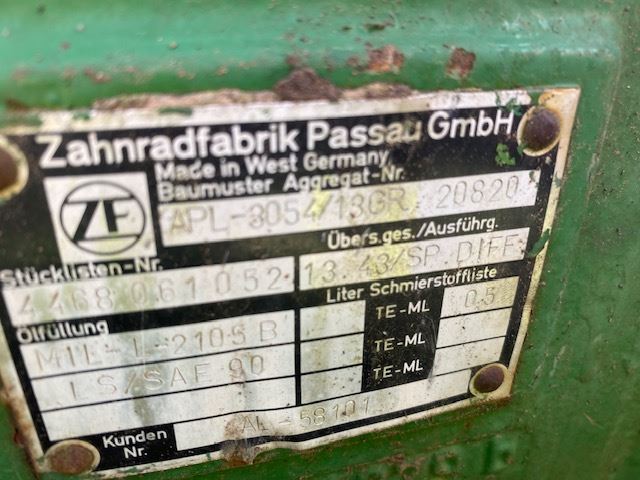 Zahnradfabrik Passau GmbH
Made in West Germany
Baumuster Aggregat-Nr.
ZF
APL-3054/13GR 20820
Stücklisten-Nr. Übers.ges./Ausführg.
4468 061 052 13.43/SP.DIFF
Ölfüllung Liter Schmierstoffliste
MIL-L-2105 B TE-ML 0.5
LS/SAE 90 TE-ML
TE-ML
Kunden Nr. AL-58101